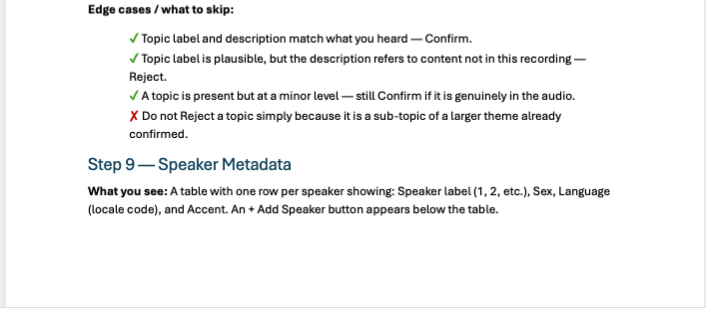 Edge cases / what to skip:
✓ Topic label and description match what you heard — Confirm.
✓ Topic label is plausible, but the description refers to content not in this recording —
Reject.
✓ A topic is present but at a minor level — still Confirm if it is genuinely in the audio.
✗ Do not Reject a topic simply because it is a sub-topic of a larger theme already
confirmed.
Step 9 — Speaker Metadata
What you see: A table with one row per speaker showing: Speaker label (1, 2, etc.), Sex, Language
(locale code), and Accent. An + Add Speaker button appears below the table.